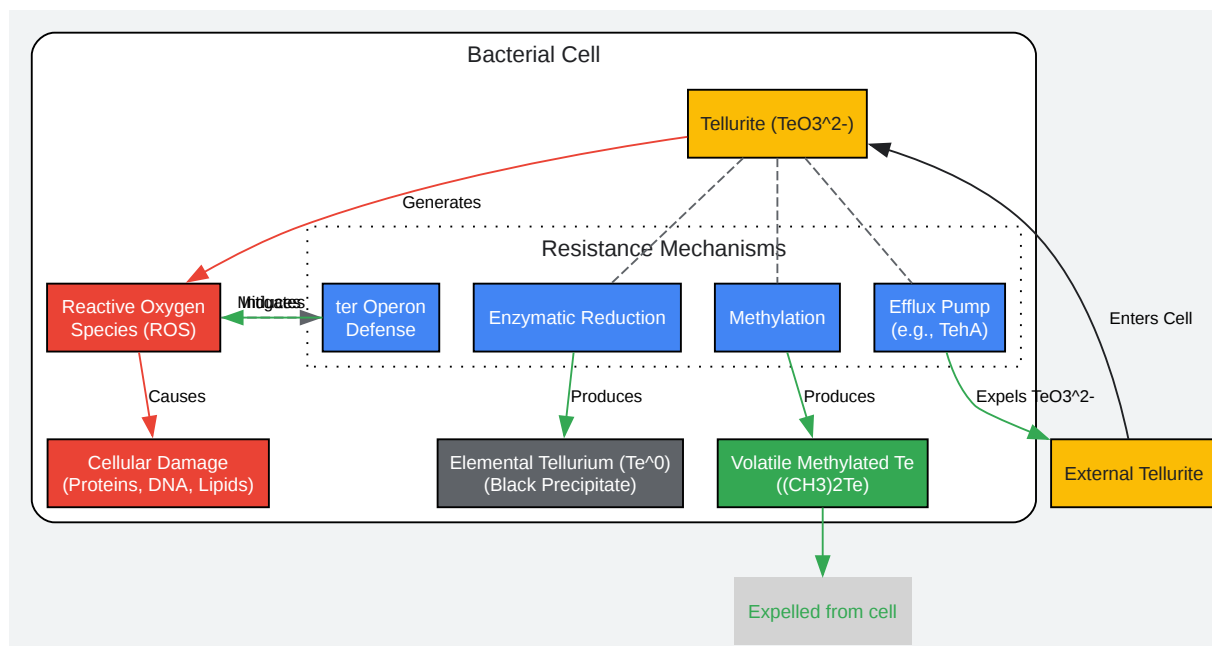 Bacterial Cell
Tellurite (TeO3^2-)
Generates
Resistance Mechanisms
Reactive Oxygen
Species (ROS)
Mitigates
Induces
ter Operon
Defense
Enzymatic Reduction
Methylation
Efflux Pump
(e.g., TehA)
Enters Cell
Causes
Produces
Produces
Expels TeO3^2-
Cellular Damage
(Proteins, DNA, Lipids)
Elemental Tellurium (Te^0)
(Black Precipitate)
Volatile Methylated Te
((CH3)2Te)
External Tellurite
Expelled from cell